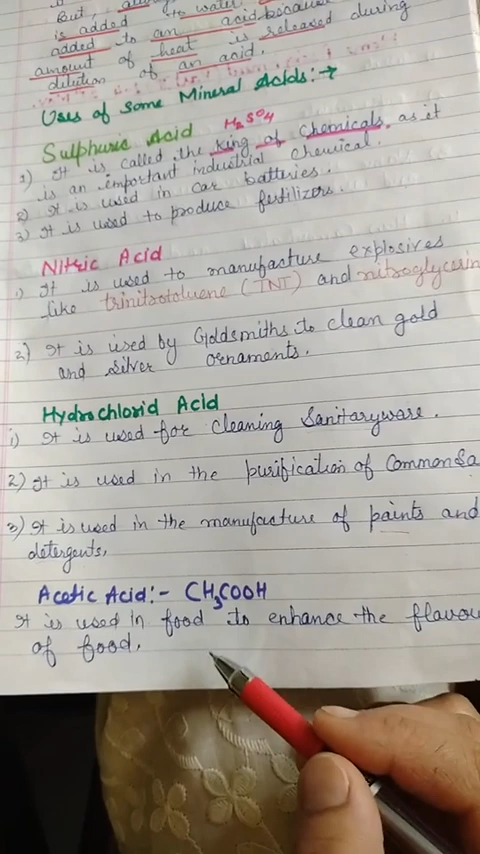 But,
is added to water
added to an acid because
amount of heat is released during
dilution of an acid.
Uses of Some Mineral Acids:→
Sulphuric Acid H2SO4
1) It is called the king of Chemicals, as it
is an important industrial chemical.
2) It is used in car batteries.
3) It is used to produce fertilizers.
Nitric Acid
1) It is used to manufacture explosives
like trinitrotoluene (TNT) and nitroglycerin
2) It is used by Goldsmiths to clean gold
and silver ornaments.
Hydrochlorid Acid
1) It is used for cleaning Sanitaryware.
2) It is used in the purification of Common Sa
3) It is used in the manufacture of paints and
detergents,
Acetic Acid:- CH3COOH
It is used in food to enhance the flavou
of food.